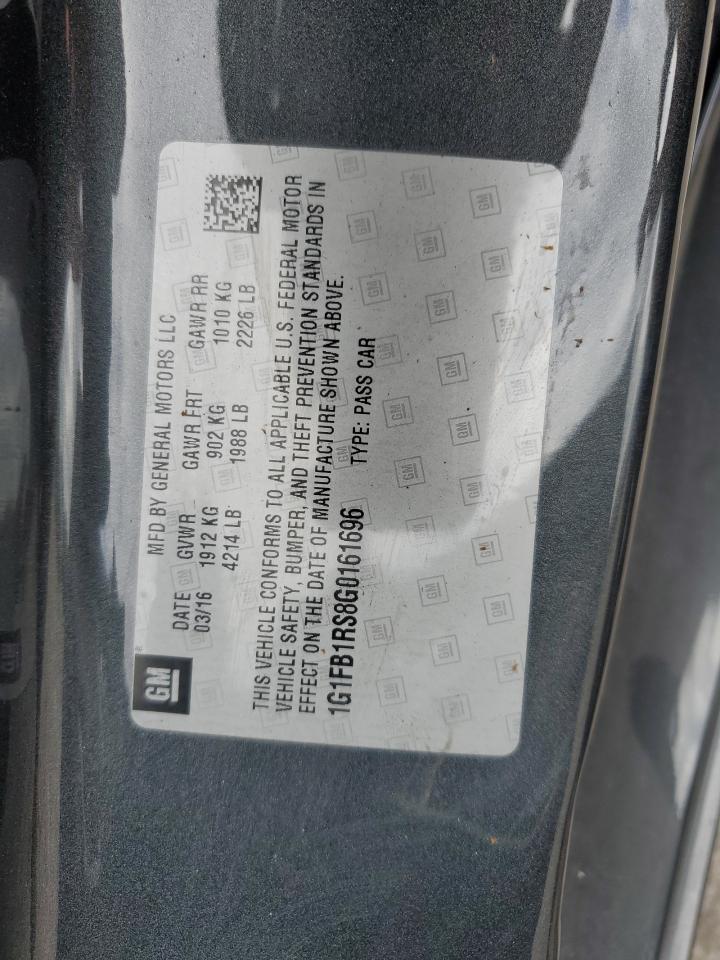 GM
MFD BY GENERAL MOTORS LLC
DATE GVWR GAWR FRT GAWR RR
03/16 1912 KG 902 KG 1010 KG
4214 LB 1988 LB 2226 LB
THIS VEHICLE CONFORMS TO ALL APPLICABLE U.S. FEDERAL MOTOR
VEHICLE SAFETY, BUMPER, AND THEFT PREVENTION STANDARDS IN
EFFECT ON THE DATE OF MANUFACTURE SHOWN ABOVE.
1G1FB1RS8G0161696 TYPE: PASS CAR